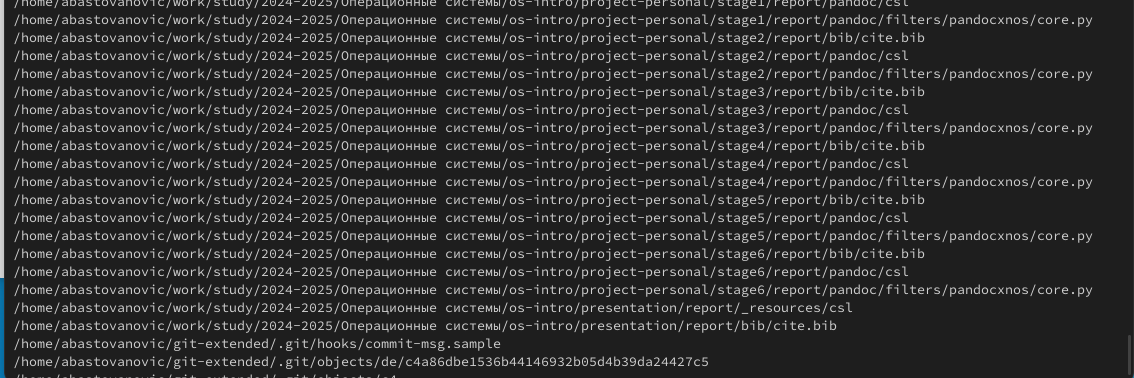 /home/abastovanovic/work/study/2024-2025/Операционные системы/os-intro/project-personal/stage1/report/pandoc/csl
/home/abastovanovic/work/study/2024-2025/Операционные системы/os-intro/project-personal/stage1/report/pandoc/filters/pandocxnos/core.py
/home/abastovanovic/work/study/2024-2025/Операционные системы/os-intro/project-personal/stage2/report/bib/cite.bib
/home/abastovanovic/work/study/2024-2025/Операционные системы/os-intro/project-personal/stage2/report/pandoc/csl
/home/abastovanovic/work/study/2024-2025/Операционные системы/os-intro/project-personal/stage2/report/pandoc/filters/pandocxnos/core.py
/home/abastovanovic/work/study/2024-2025/Операционные системы/os-intro/project-personal/stage3/report/bib/cite.bib
/home/abastovanovic/work/study/2024-2025/Операционные системы/os-intro/project-personal/stage3/report/pandoc/csl
/home/abastovanovic/work/study/2024-2025/Операционные системы/os-intro/project-personal/stage3/report/pandoc/filters/pandocxnos/core.py
/home/abastovanovic/work/study/2024-2025/Операционные системы/os-intro/project-personal/stage4/report/bib/cite.bib
/home/abastovanovic/work/study/2024-2025/Операционные системы/os-intro/project-personal/stage4/report/pandoc/csl
/home/abastovanovic/work/study/2024-2025/Операционные системы/os-intro/project-personal/stage4/report/pandoc/filters/pandocxnos/core.py
/home/abastovanovic/work/study/2024-2025/Операционные системы/os-intro/project-personal/stage5/report/bib/cite.bib
/home/abastovanovic/work/study/2024-2025/Операционные системы/os-intro/project-personal/stage5/report/pandoc/csl
/home/abastovanovic/work/study/2024-2025/Операционные системы/os-intro/project-personal/stage5/report/pandoc/filters/pandocxnos/core.py
/home/abastovanovic/work/study/2024-2025/Операционные системы/os-intro/project-personal/stage6/report/bib/cite.bib
/home/abastovanovic/work/study/2024-2025/Операционные системы/os-intro/project-personal/stage6/report/pandoc/csl
/home/abastovanovic/work/study/2024-2025/Операционные системы/os-intro/project-personal/stage6/report/pandoc/filters/pandocxnos/core.py
/home/abastovanovic/work/study/2024-2025/Операционные системы/os-intro/presentation/report/_resources/csl
/home/abastovanovic/work/study/2024-2025/Операционные системы/os-intro/presentation/report/bib/cite.bib
/home/abastovanovic/git-extended/.git/hooks/commit-msg.sample
/home/abastovanovic/git-extended/.git/objects/de/c4a86dbe1536b44146932b05d4b39da24427c5